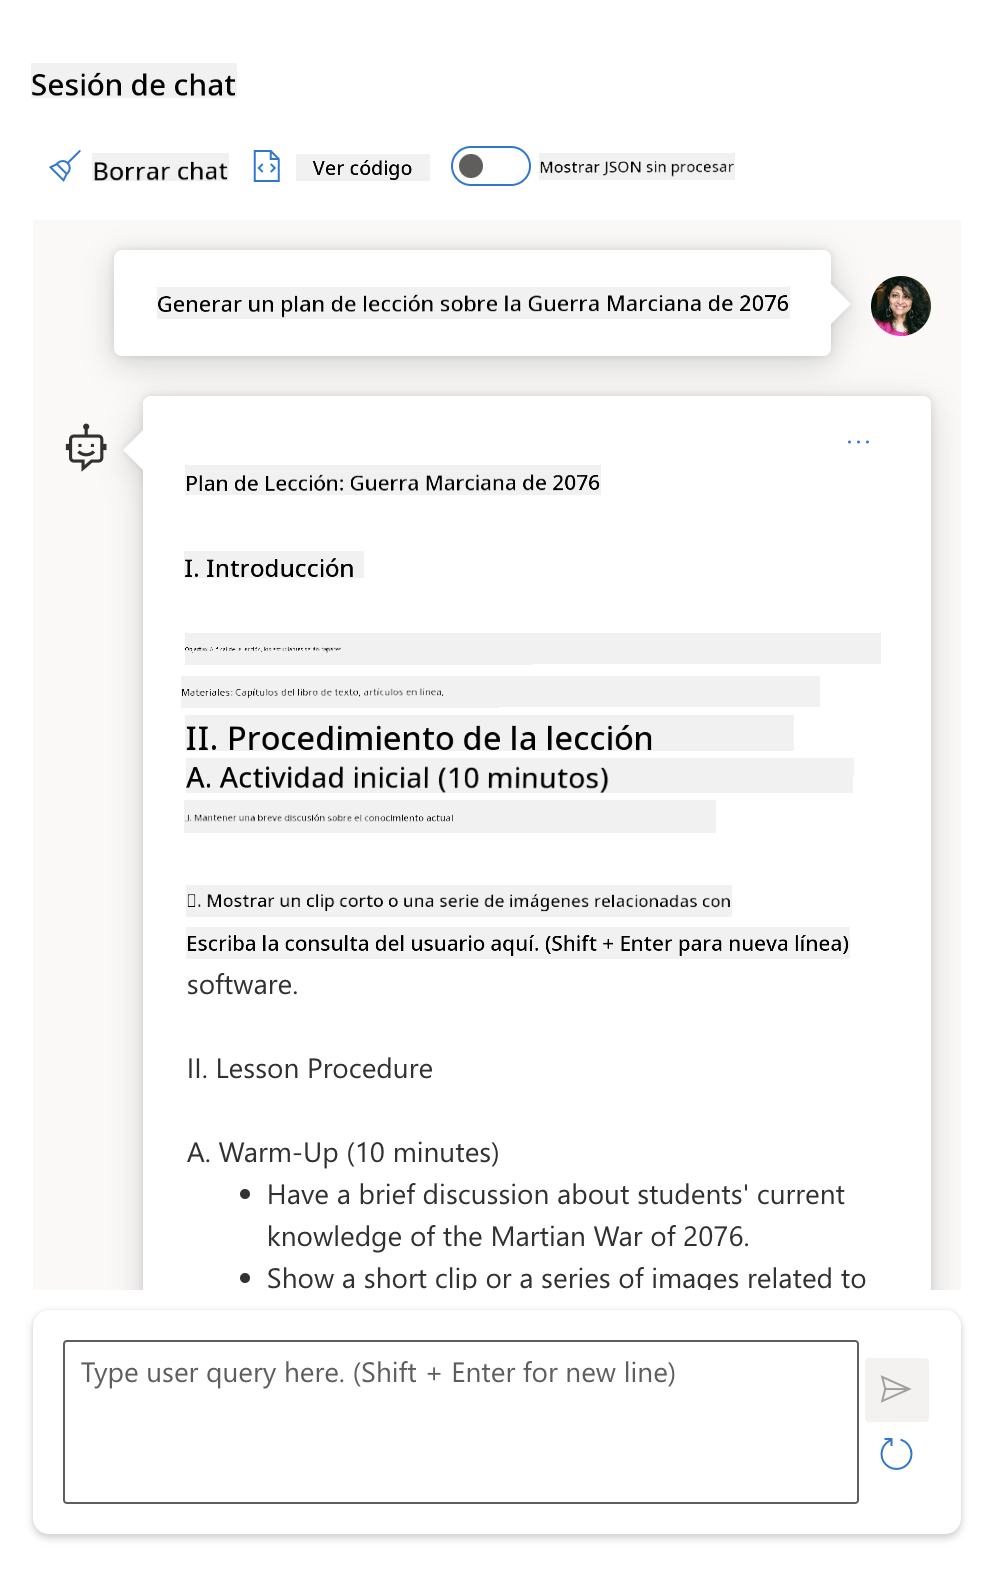 Sesión de chat
Borrar chat
Ver código
Mostrar JSON sin procesar
Generar un plan de lección sobre la Guerra Marciana de 2076
Plan de Lección: Guerra Marciana de 2076
I. Introducción
Materiales: Capítulos del libro de texto, artículos en línea,
II. Procedimiento de la lección
A. Actividad inicial (10 minutos)
Mantener una breve discusión sobre el conocimiento actual
. Mostrar un clip corto o una serie de imágenes relacionadas con
Escriba la consulta del usuario aquí. (Shift + Enter para nueva línea)
software.
II. Lesson Procedure
A. Warm-Up (10 minutes)
• Have a brief discussion about students' current
knowledge of the Martian War of 2076.
• Show a short clip or a series of images related to
Type user query here. (Shift + Enter for new line)